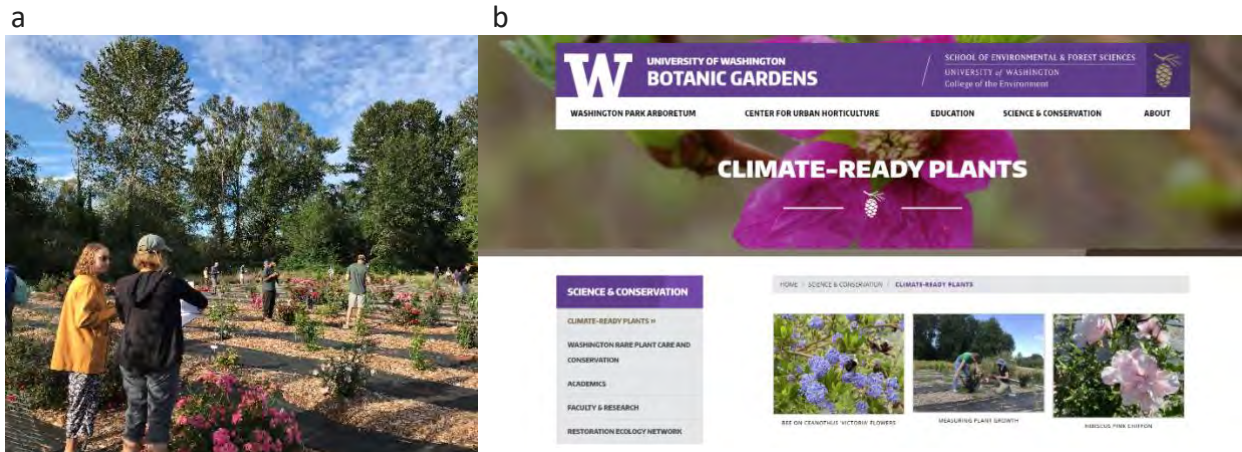 a
b
W
UNIVERSITY OF WASHINGTON
BOTANIC GARDENS
SCHOOL OF ENVIRONMENTAL & FOREST SCIENCES
UNIVERSITY of WASHINGTON
College of the Environment
WASHINGTON PARK ARBORETUM CENTER FOR URBAN HORTICULTURE EDUCATION SCIENCE & CONSERVATION ABOUT
CLIMATE-READY PLANTS
SCIENCE & CONSERVATION
CLIMATE-READY PLANTS »
WASHINGTON RARE PLANT CARE AND
CONSERVATION
ACADEMICS
FACULTY & RESEARCH
RESTORATION ECOLOGY NETWORK
HOME / SCIENCE & CONSERVATION / CLIMATE-READY PLANTS
BEE ON CEANOTHUS 'VICTORIA' FLOWERS
MEASURING PLANT GROWTH
HIBISCUS PINK CHIFFON